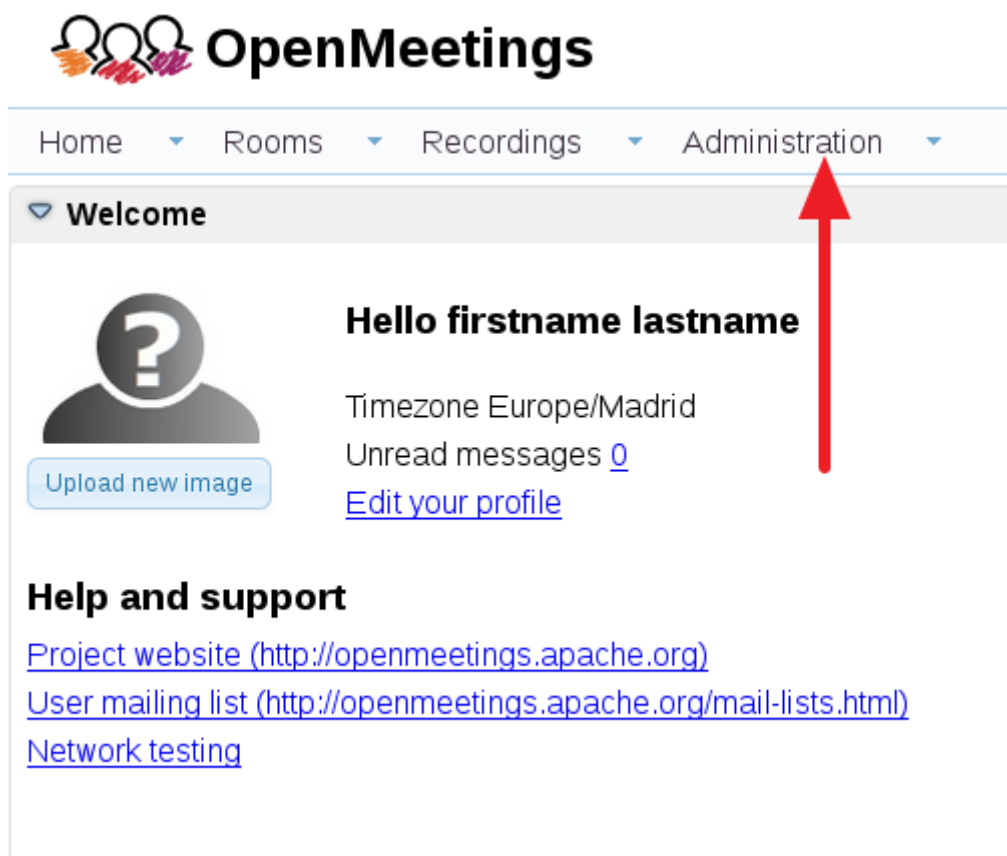 OpenMeetings
Home Rooms Recordings Administration
Welcome
Hello firstname lastname
Timezone Europe/Madrid
Unread messages 0
Edit your profile
Upload new image
Help and support
Project website (http://openmeetings.apache.org)
User mailing list (http://openmeetings.apache.org/mail-lists.html)
Network testing